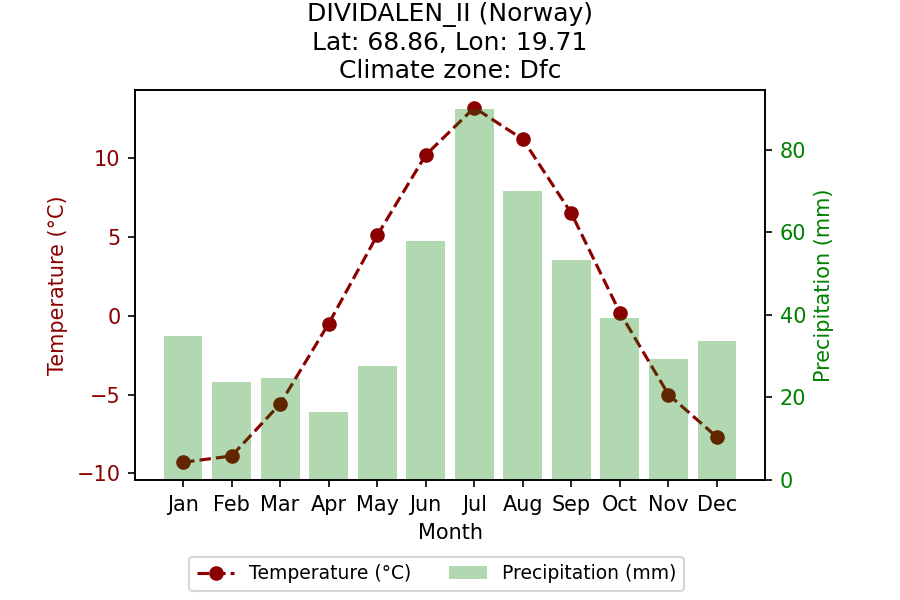 DIVIDALEN_II (Norway)
Lat: 68.86, Lon: 19.71
Climate zone: Dfc
Temperature (°C)
10
5
0
−5
−10
80
60
40
20
0
Precipitation (mm)
Jan Feb Mar Apr May Jun Jul Aug Sep Oct Nov Dec
Month
Temperature (°C) Precipitation (mm)